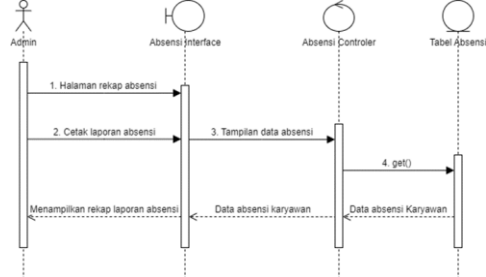 Admin
Absensi Interface
Absensi Controler
Tabel Absensi
1. Halaman rekap absensi
2. Cetak laporan absensi
3. Tampilan data absensi
4. get()
Menampilkan rekap laporan absensi
Data absensi karyawan
Data absensi Karyawan